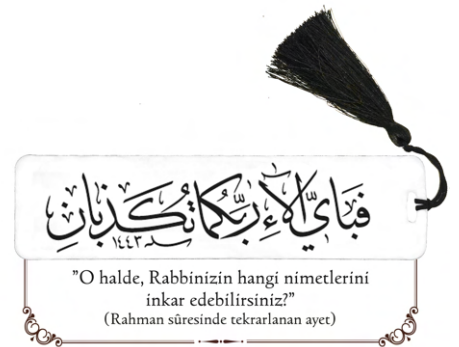 فَبِأَيِّ آلَاءِ رَبِّكُمَا تُكَذِّبَانِ
١٤٤٣
"O halde, Rabbinizin hangi nimetlerini
inkar edebilirsiniz?"
(Rahman sûresinde tekrarlanan ayet)